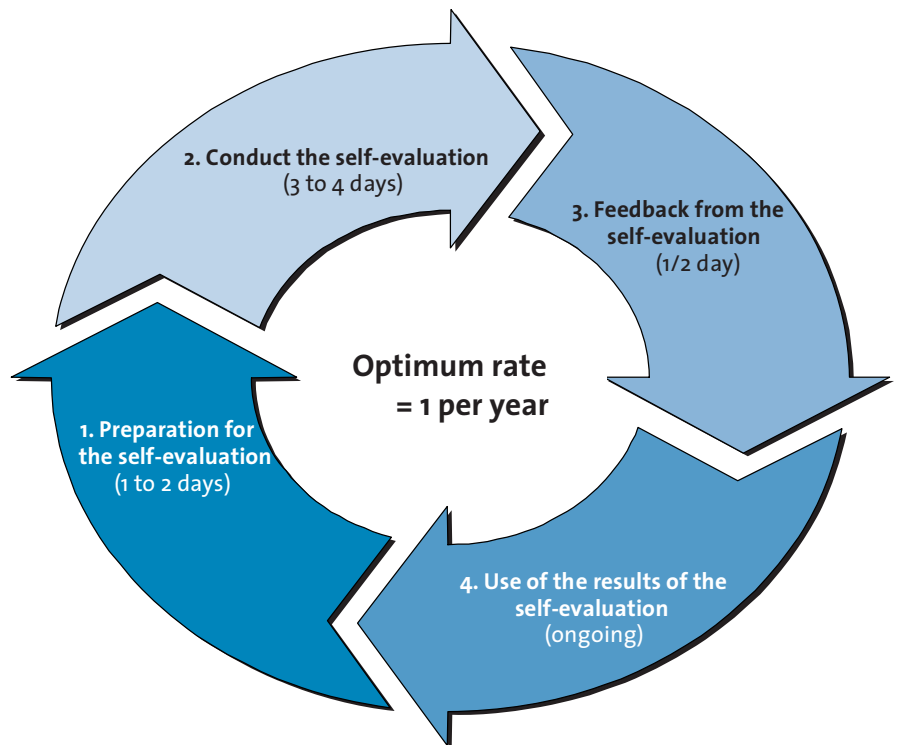 1. Preparation for
the self-evaluation
(1 to 2 days)
2. Conduct the self-evaluation
(3 to 4 days)
3. Feedback from the
self-evaluation
(1/2 day)
4. Use of the results of the
self-evaluation
(ongoing)
Optimum rate
= 1 per year